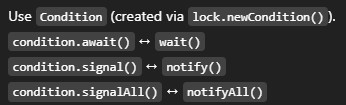 Use Condition (created via lock.newCondition()).
condition.await() ↔ wait()
condition.signal() ↔ notify()
condition.signalAll() ↔ notifyAll()